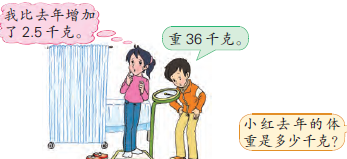 我比去年增加
了2.5千克。
重36千克。
小红去年的体
重是多少千克?